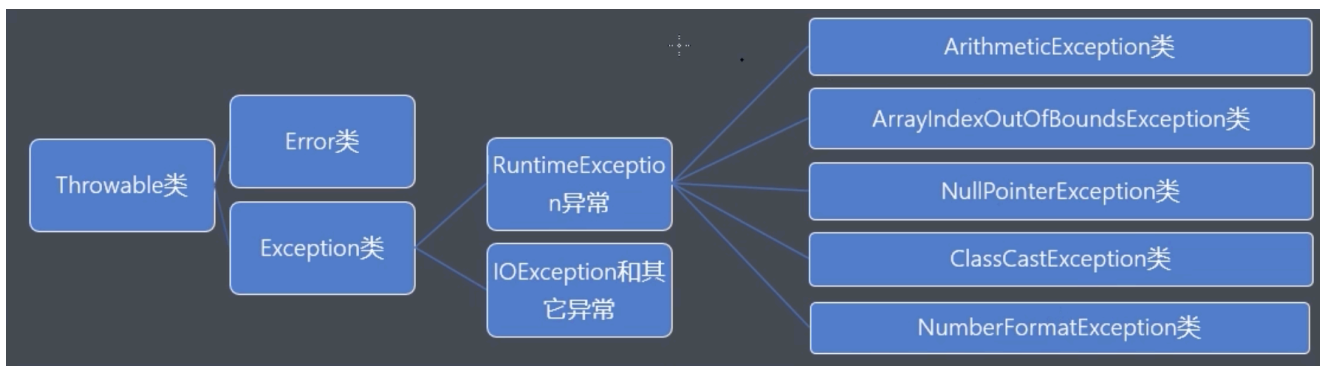 Throwable类
Error类
Exception类
RuntimeExceptio
n异常
IOException和其
它异常
ArithmeticException类
ArrayIndexOutOfBoundsException类
NullPointerException类
ClassCastException类
NumberFormatException类